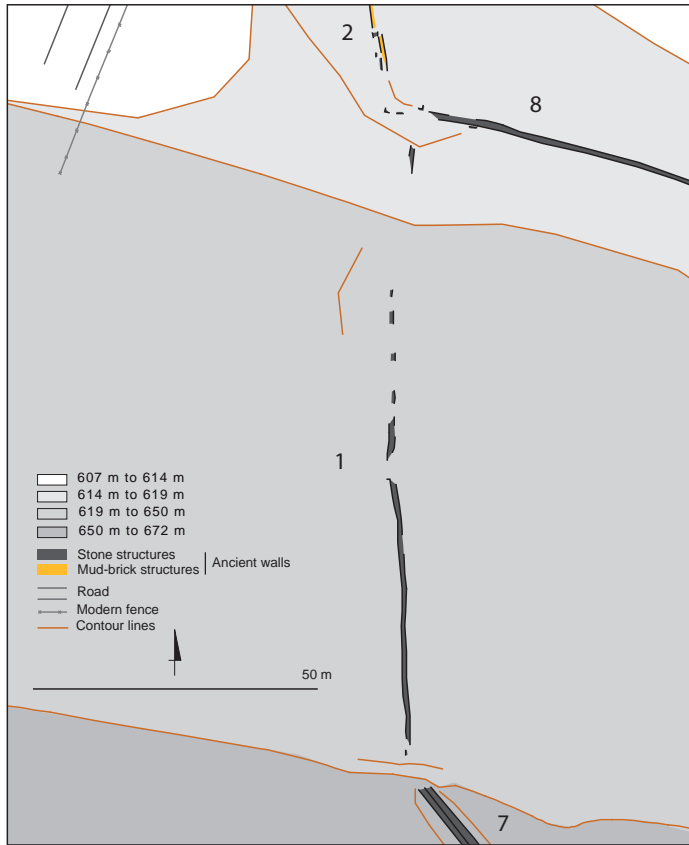 2
8
1
607 m to 614 m
614 m to 619 m
619 m to 650 m
650 m to 672 m
Stone structures
Mud-brick structures
Ancient walls
Road
Modern fence
Contour lines
50 m
7